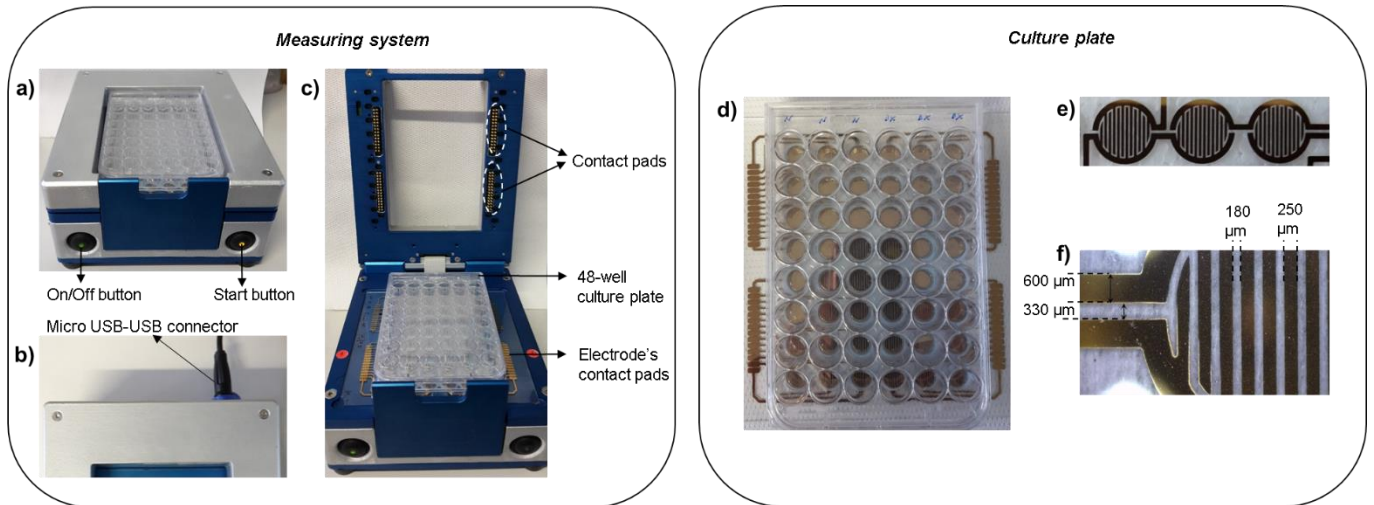 Measuring system
a)
On/Off button
Start button
Micro USB-USB connector
b)
c)
Contact pads
48-well
culture plate
Electrode's
contact pads
Culture plate
d)
e)
f)
180
µm
250
µm
600 µm
330 µm